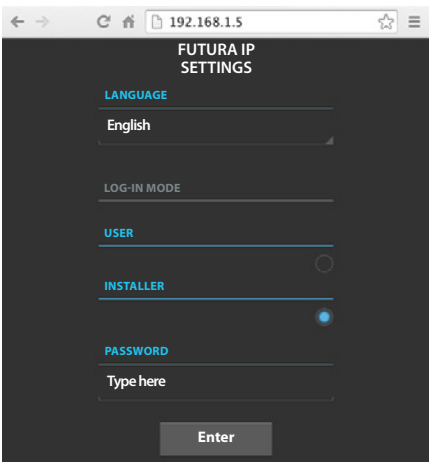 192.168.1.5
FUTURA IP
SETTINGS
LANGUAGE
English
LOG-IN MODE
USER
INSTALLER
PASSWORD
Type here
Enter